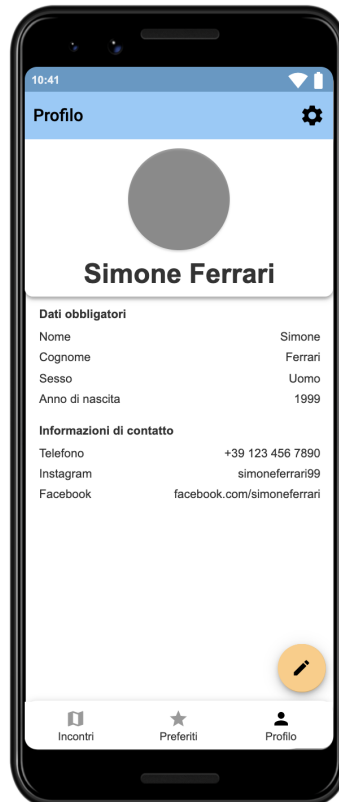 10:41
Profilo
Simone Ferrari
Dati obbligatori
Nome Simone
Cognome Ferrari
Sesso Uomo
Anno di nascita 1999
Informazioni di contatto
Telefono +39 123 456 7890
Instagram simoneferrari99
Facebook facebook.com/simoneferrari
Incontri Preferiti Profilo